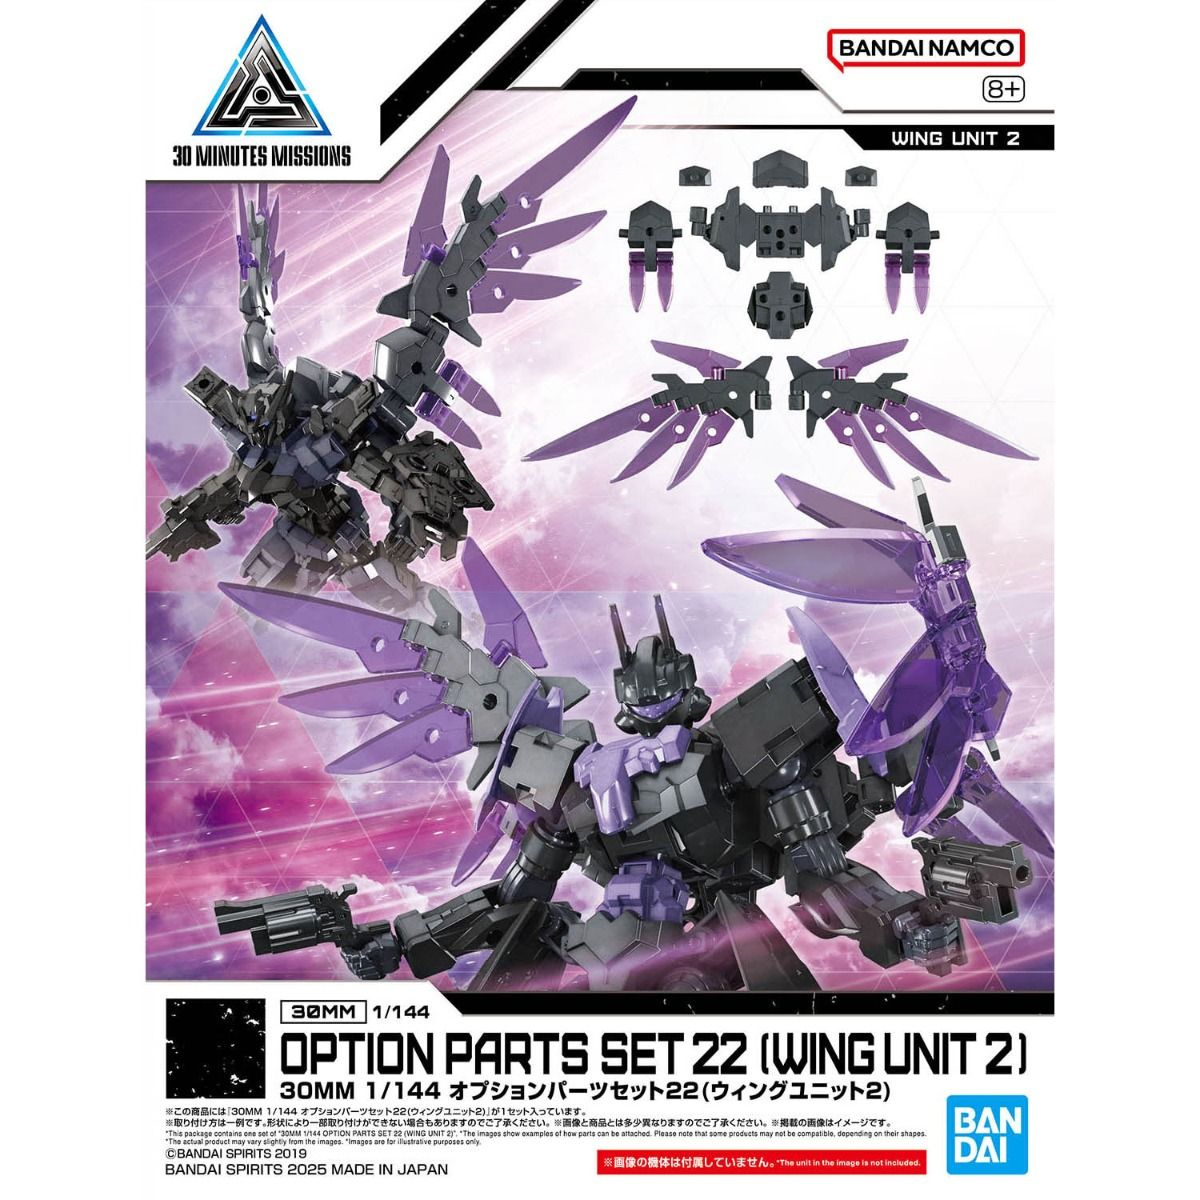 BANDAI NAMCO
8+
30 MINUTES MISSIONS
WING UNIT 2
30MM 1/144
OPTION PARTS SET 22 (WING UNIT 2)
30MM 1/144 オプションパーツセット22(ウィングユニット2)
※この商品には『30MM 1/144 オプションパーツセット22(ウィングユニット2)』が1セット入っています。
※取り付け方は一例です。形状により一部取り付けができない場合もありますのでご了承ください。※画像と商品とは多少異なりますのでご了承ください。※掲載の画像はイメージです。
*This package contains one set of "30MM 1/144 OPTION PARTS SET 22 (WING UNIT 2)". *The images show examples of how parts can be attached. Please note that some products may not be compatible, depending on their shapes.
*The actual product may vary slightly from the images. *Images are for illustrative purposes only.
©BANDAI SPIRITS 2019
BANDAI SPIRITS 2025 MADE IN JAPAN
※画像の機体は付属していません。*The unit in the image is not included.
BAN
DAI